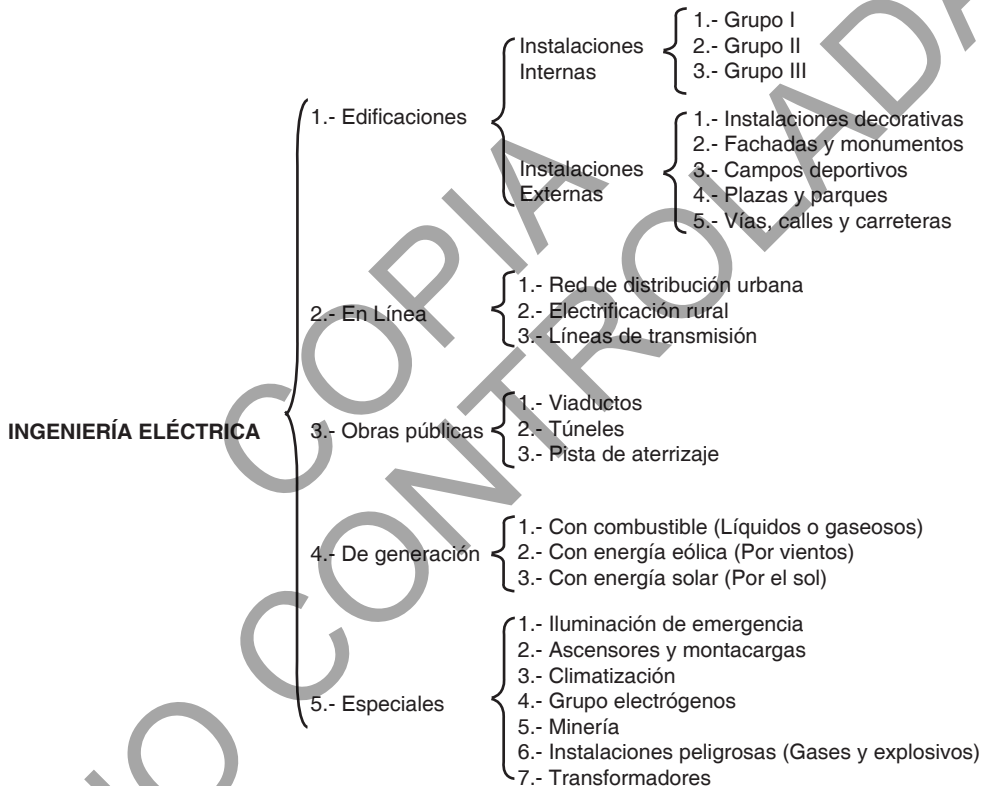 INGENIERÍA ELÉCTRICA
1.- Edificaciones
Instalaciones
Internas
1.- Grupo I
2.- Grupo II
3.- Grupo III
Instalaciones
Externas
1.- Instalaciones decorativas
2.- Fachadas y monumentos
3.- Campos deportivos
4.- Plazas y parques
5.- Vías, calles y carreteras
2.- En Línea
1.- Red de distribución urbana
2.- Electrificación rural
3.- Líneas de transmisión
3.- Obras públicas
1.- Viaductos
2.- Túneles
3.- Pista de aterrizaje
4.- De generación
1.- Con combustible (Líquidos o gaseosos)
2.- Con energía eólica (Por vientos)
3.- Con energía solar (Por el sol)
5.- Especiales
1.- Iluminación de emergencia
2.- Ascensores y montacargas
3.- Climatización
4.- Grupo electrógenos
5.- Minería
6.- Instalaciones peligrosas (Gases y explosivos)
7.- Transformadores
COPIA
NO CONTROLADA